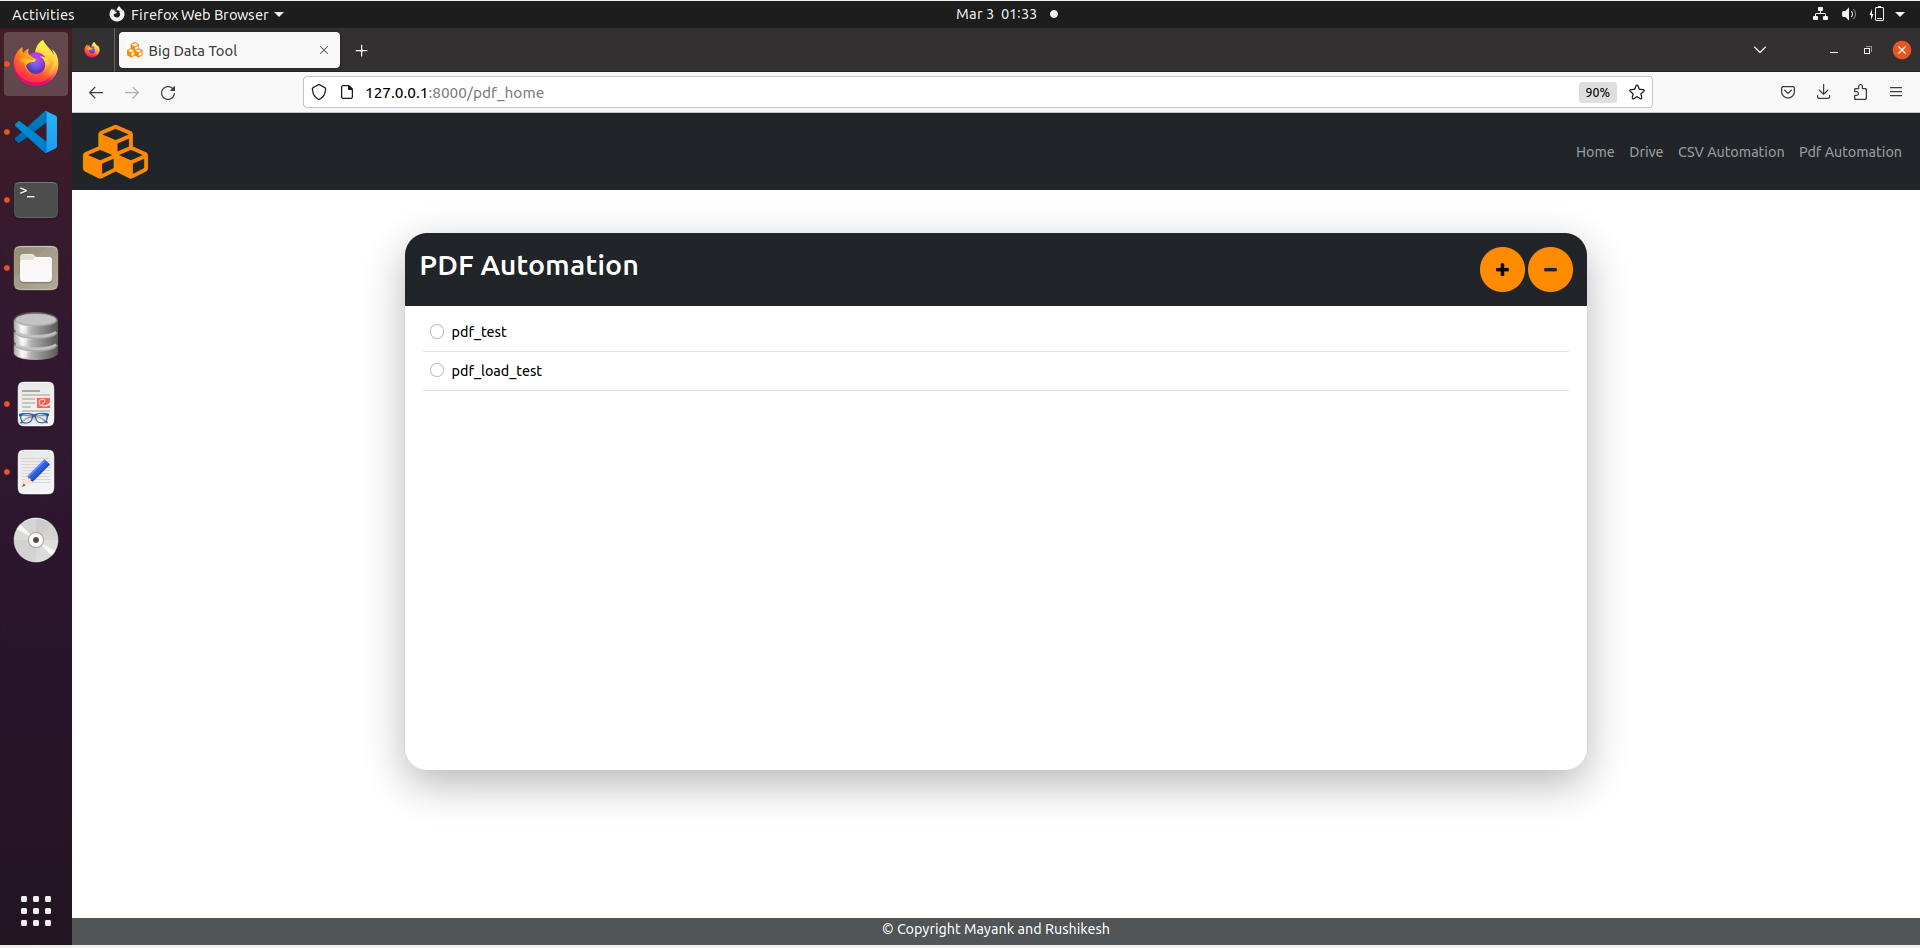 Activities Firefox Web Browser Mar 3 01:33
Big Data Tool
127.0.0.1:8000/pdf_home 90%
Home Drive CSV Automation Pdf Automation
PDF Automation
pdf_test
pdf_load_test
© Copyright Mayank and Rushikesh